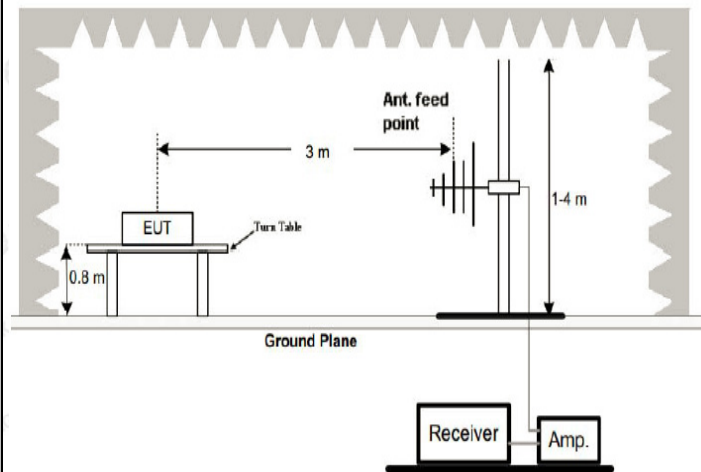 Ant. feed
point
3 m
1-4 m
EUT
Turn Table
0.8 m
Ground Plane
Receiver
Amp.